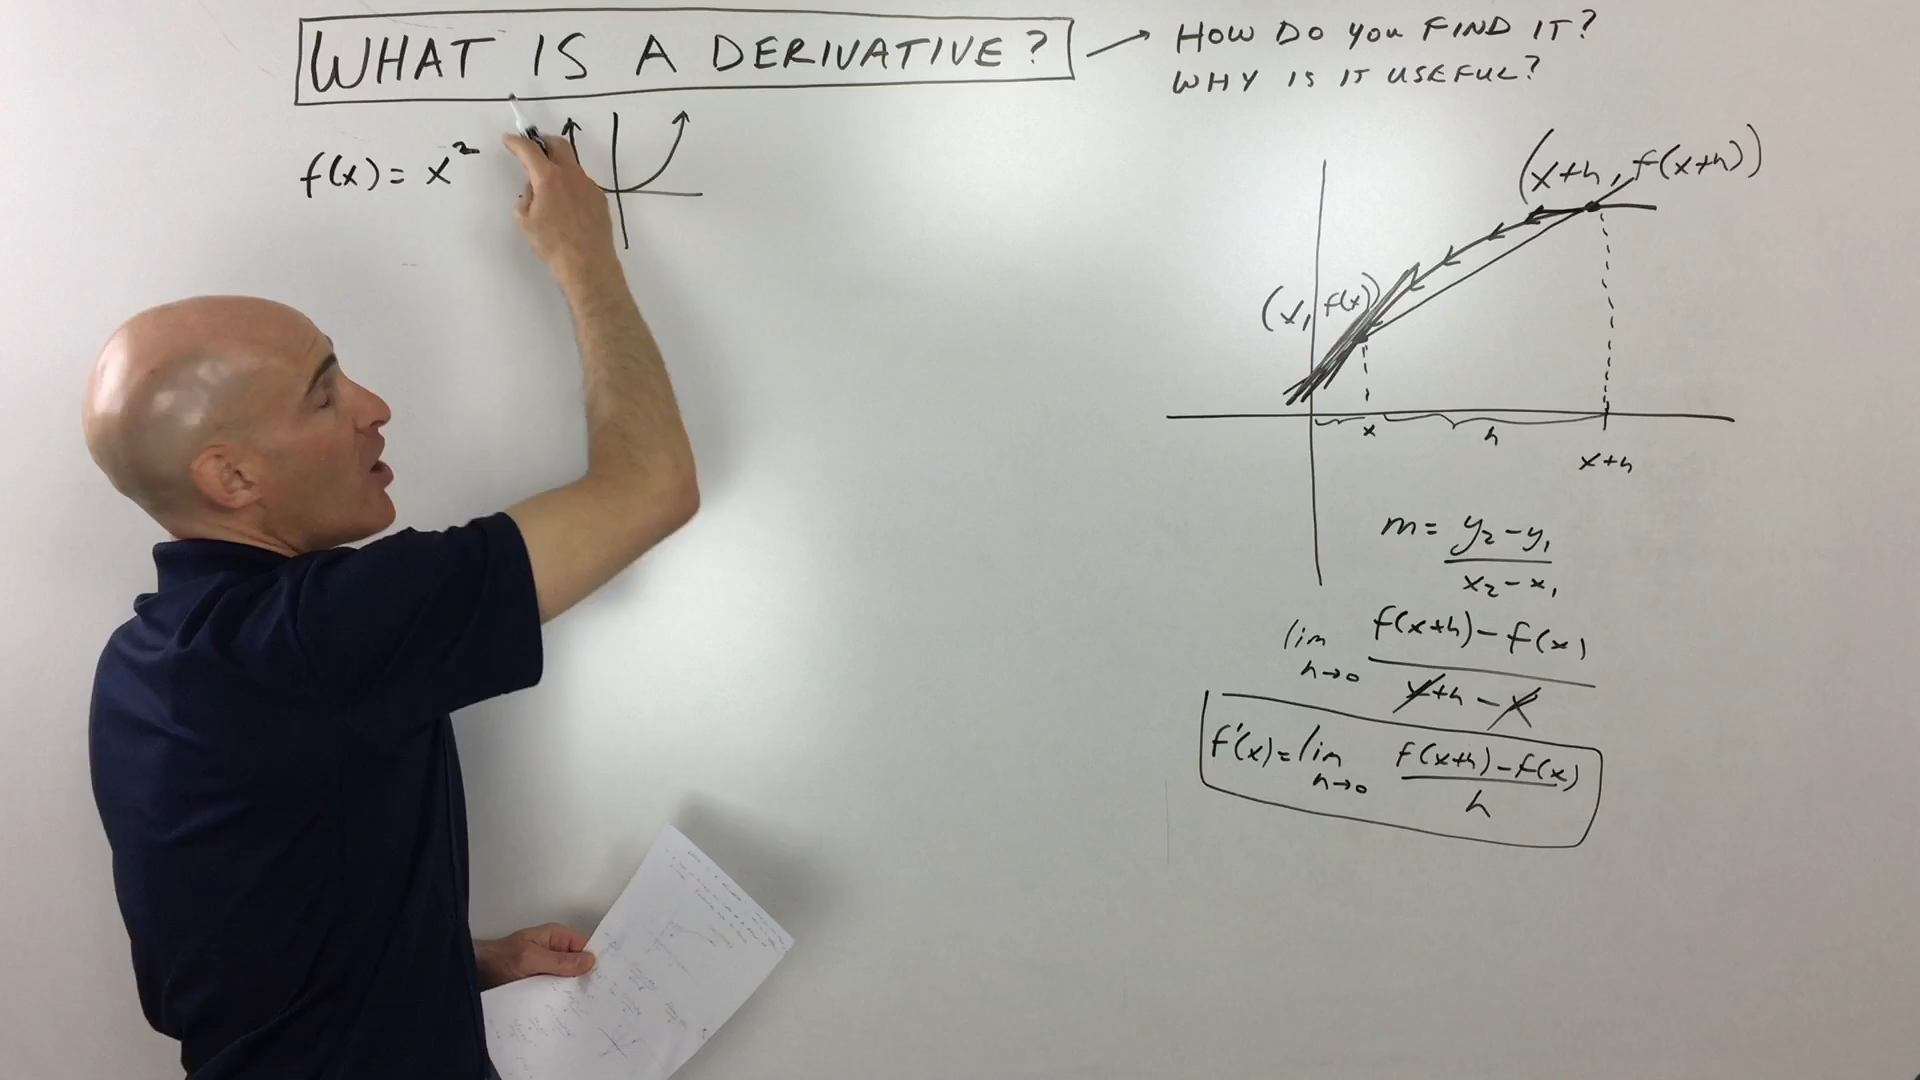 WHAT IS A DERIVATIVE?
HOW DO YOU FIND IT?
WHY IS IT USEFUL?
f(x) = x²
(x+h, f(x+h))
(x, f(x))
x
h
x+h
m = (y₂ - y₁)/(x₂ - x₁)
lim h→0 (f(x+h) - f(x))/(x+h - x)
f'(x) = lim h→0 (f(x+h) - f(x))/h